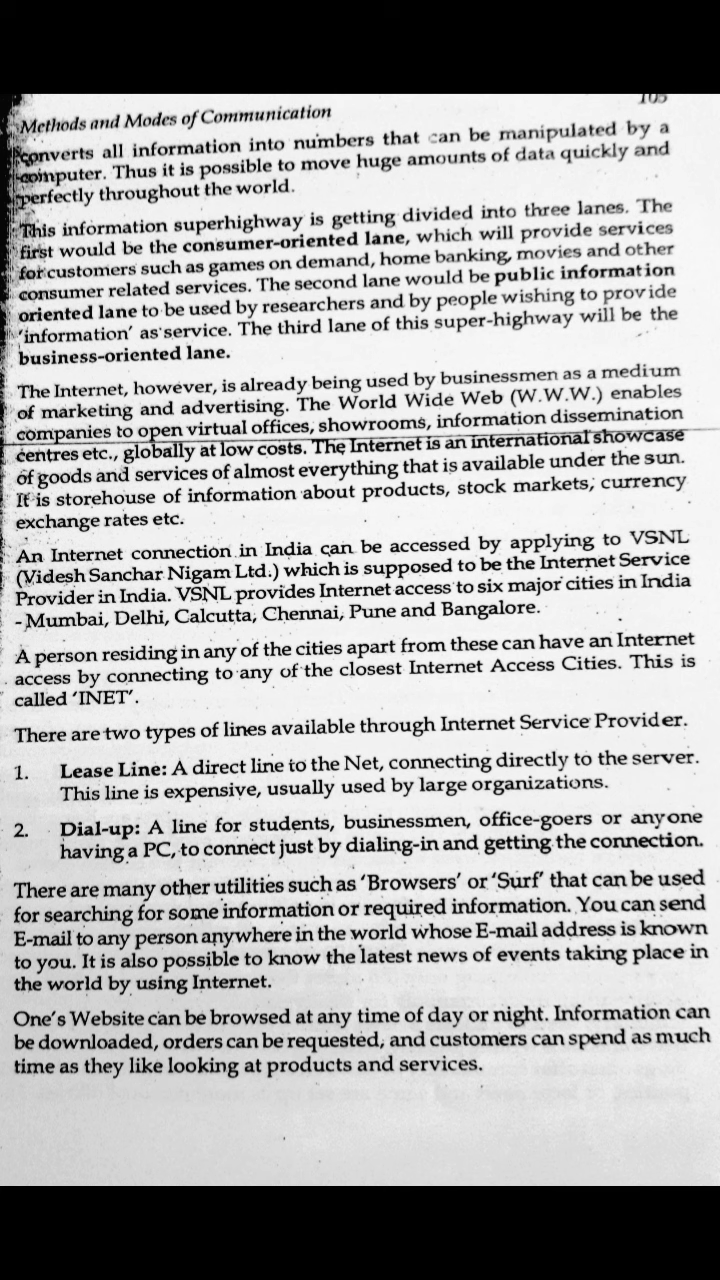 Methods and Modes of Communication
105
converts all information into numbers that can be manipulated by a
computer. Thus it is possible to move huge amounts of data quickly and
perfectly throughout the world.
This information superhighway is getting divided into three lanes. The
first would be the consumer-oriented lane, which will provide services
for customers such as games on demand, home banking, movies and other
consumer related services. The second lane would be public information
oriented lane to be used by researchers and by people wishing to provide
'information' as service. The third lane of this super-highway will be the
business-oriented lane.
The Internet, however, is already being used by businessmen as a medium
of marketing and advertising. The World Wide Web (W.W.W.) enables
companies to open virtual offices, showrooms, information dissemination
centres etc., globally at low costs. The Internet is an international showcase
of goods and services of almost everything that is available under the sun.
It is storehouse of information about products, stock markets, currency
exchange rates etc.
An Internet connection in India can be accessed by applying to VSNL
(Videsh Sanchar Nigam Ltd.) which is supposed to be the Internet Service
Provider in India. VSNL provides Internet access to six major cities in India
- Mumbai, Delhi, Calcutta, Chennai, Pune and Bangalore.
A person residing in any of the cities apart from these can have an Internet
access by connecting to any of the closest Internet Access Cities. This is
called 'INET'.
There are two types of lines available through Internet Service Provider.
1. Lease Line: A direct line to the Net, connecting directly to the server.
This line is expensive, usually used by large organizations.
2. Dial-up: A line for students, businessmen, office-goers or anyone
having a PC, to connect just by dialing-in and getting the connection.
There are many other utilities such as 'Browsers' or 'Surf' that can be used
for searching for some information or required information. You can send
E-mail to any person anywhere in the world whose E-mail address is known
to you. It is also possible to know the latest news of events taking place in
the world by using Internet.
One's Website can be browsed at any time of day or night. Information can
be downloaded, orders can be requested, and customers can spend as much
time as they like looking at products and services.